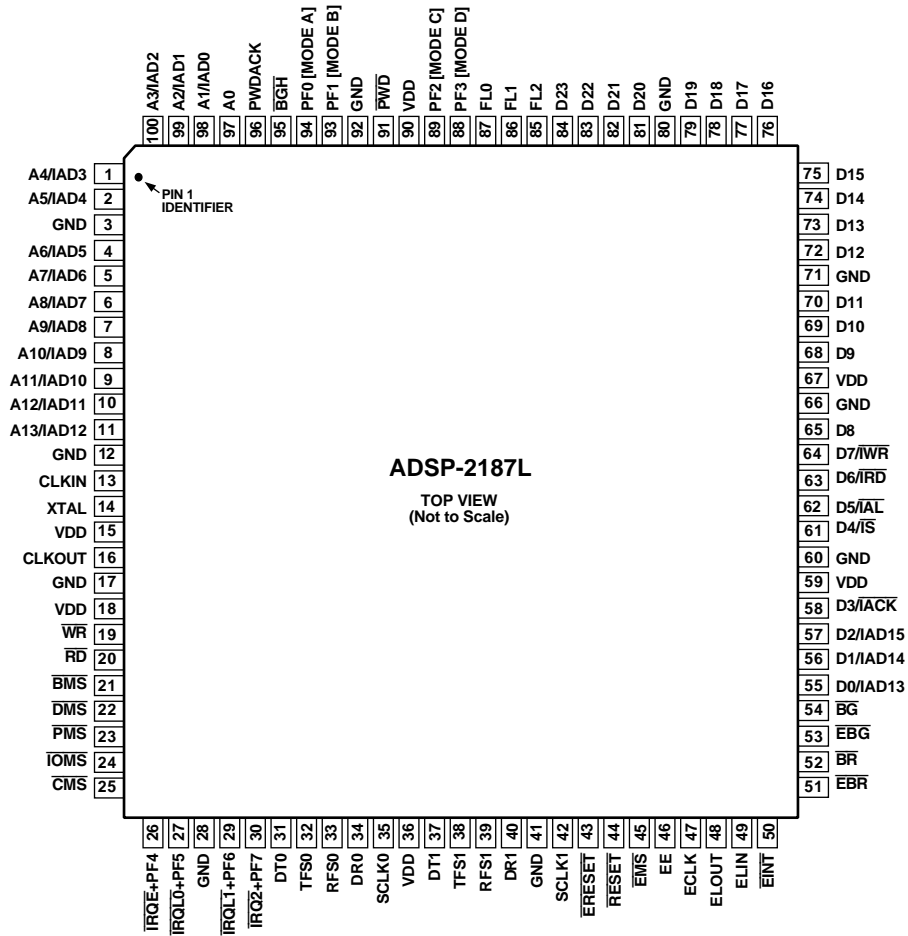 A3/IAD2
A2/IAD1
A1/IAD0
A0
PWDACK
BGH
PF0 [MODE A]
PF1 [MODE B]
GND
PWD
VDD
PF2 [MODE C]
PF3 [MODE D]
FL0
FL1
FL2
D23
D22
D21
D20
GND
D19
D18
D17
D16
100 99 98 97 96 95 94 93 92 91 90 89 88 87 86 85 84 83 82 81 80 79 78 77 76
A4/IAD3 1
A5/IAD4 2
GND 3
A6/IAD5 4
A7/IAD6 5
A8/IAD7 6
A9/IAD8 7
A10/IAD9 8
A11/IAD10 9
A12/IAD11 10
A13/IAD12 11
GND 12
CLKIN 13
XTAL 14
VDD 15
CLKOUT 16
GND 17
VDD 18
WR 19
RD 20
BMS 21
DMS 22
PMS 23
IOMS 24
CMS 25
PIN 1
IDENTIFIER
ADSP-2187L
TOP VIEW
(Not to Scale)
75 D15
74 D14
73 D13
72 D12
71 GND
70 D11
69 D10
68 D9
67 VDD
66 GND
65 D8
64 D7/IWR
63 D6/IRD
62 D5/IAL
61 D4/IS
60 GND
59 VDD
58 D3/IACK
57 D2/IAD15
56 D1/IAD14
55 D0/IAD13
54 BG
53 EBG
52 BR
51 EBR
26 27 28 29 30 31 32 33 34 35 36 37 38 39 40 41 42 43 44 45 46 47 48 49 50
IRQE+PF4
IRQL0+PF5
GND
IRQL1+PF6
IRQ2+PF7
DT0
TFS0
RFS0
DR0
SCLK0
VDD
DT1
TFS1
RFS1
DR1
GND
SCLK1
ERESET
RESET
EMS
EE
ECLK
ELOUT
ELIN
EINT